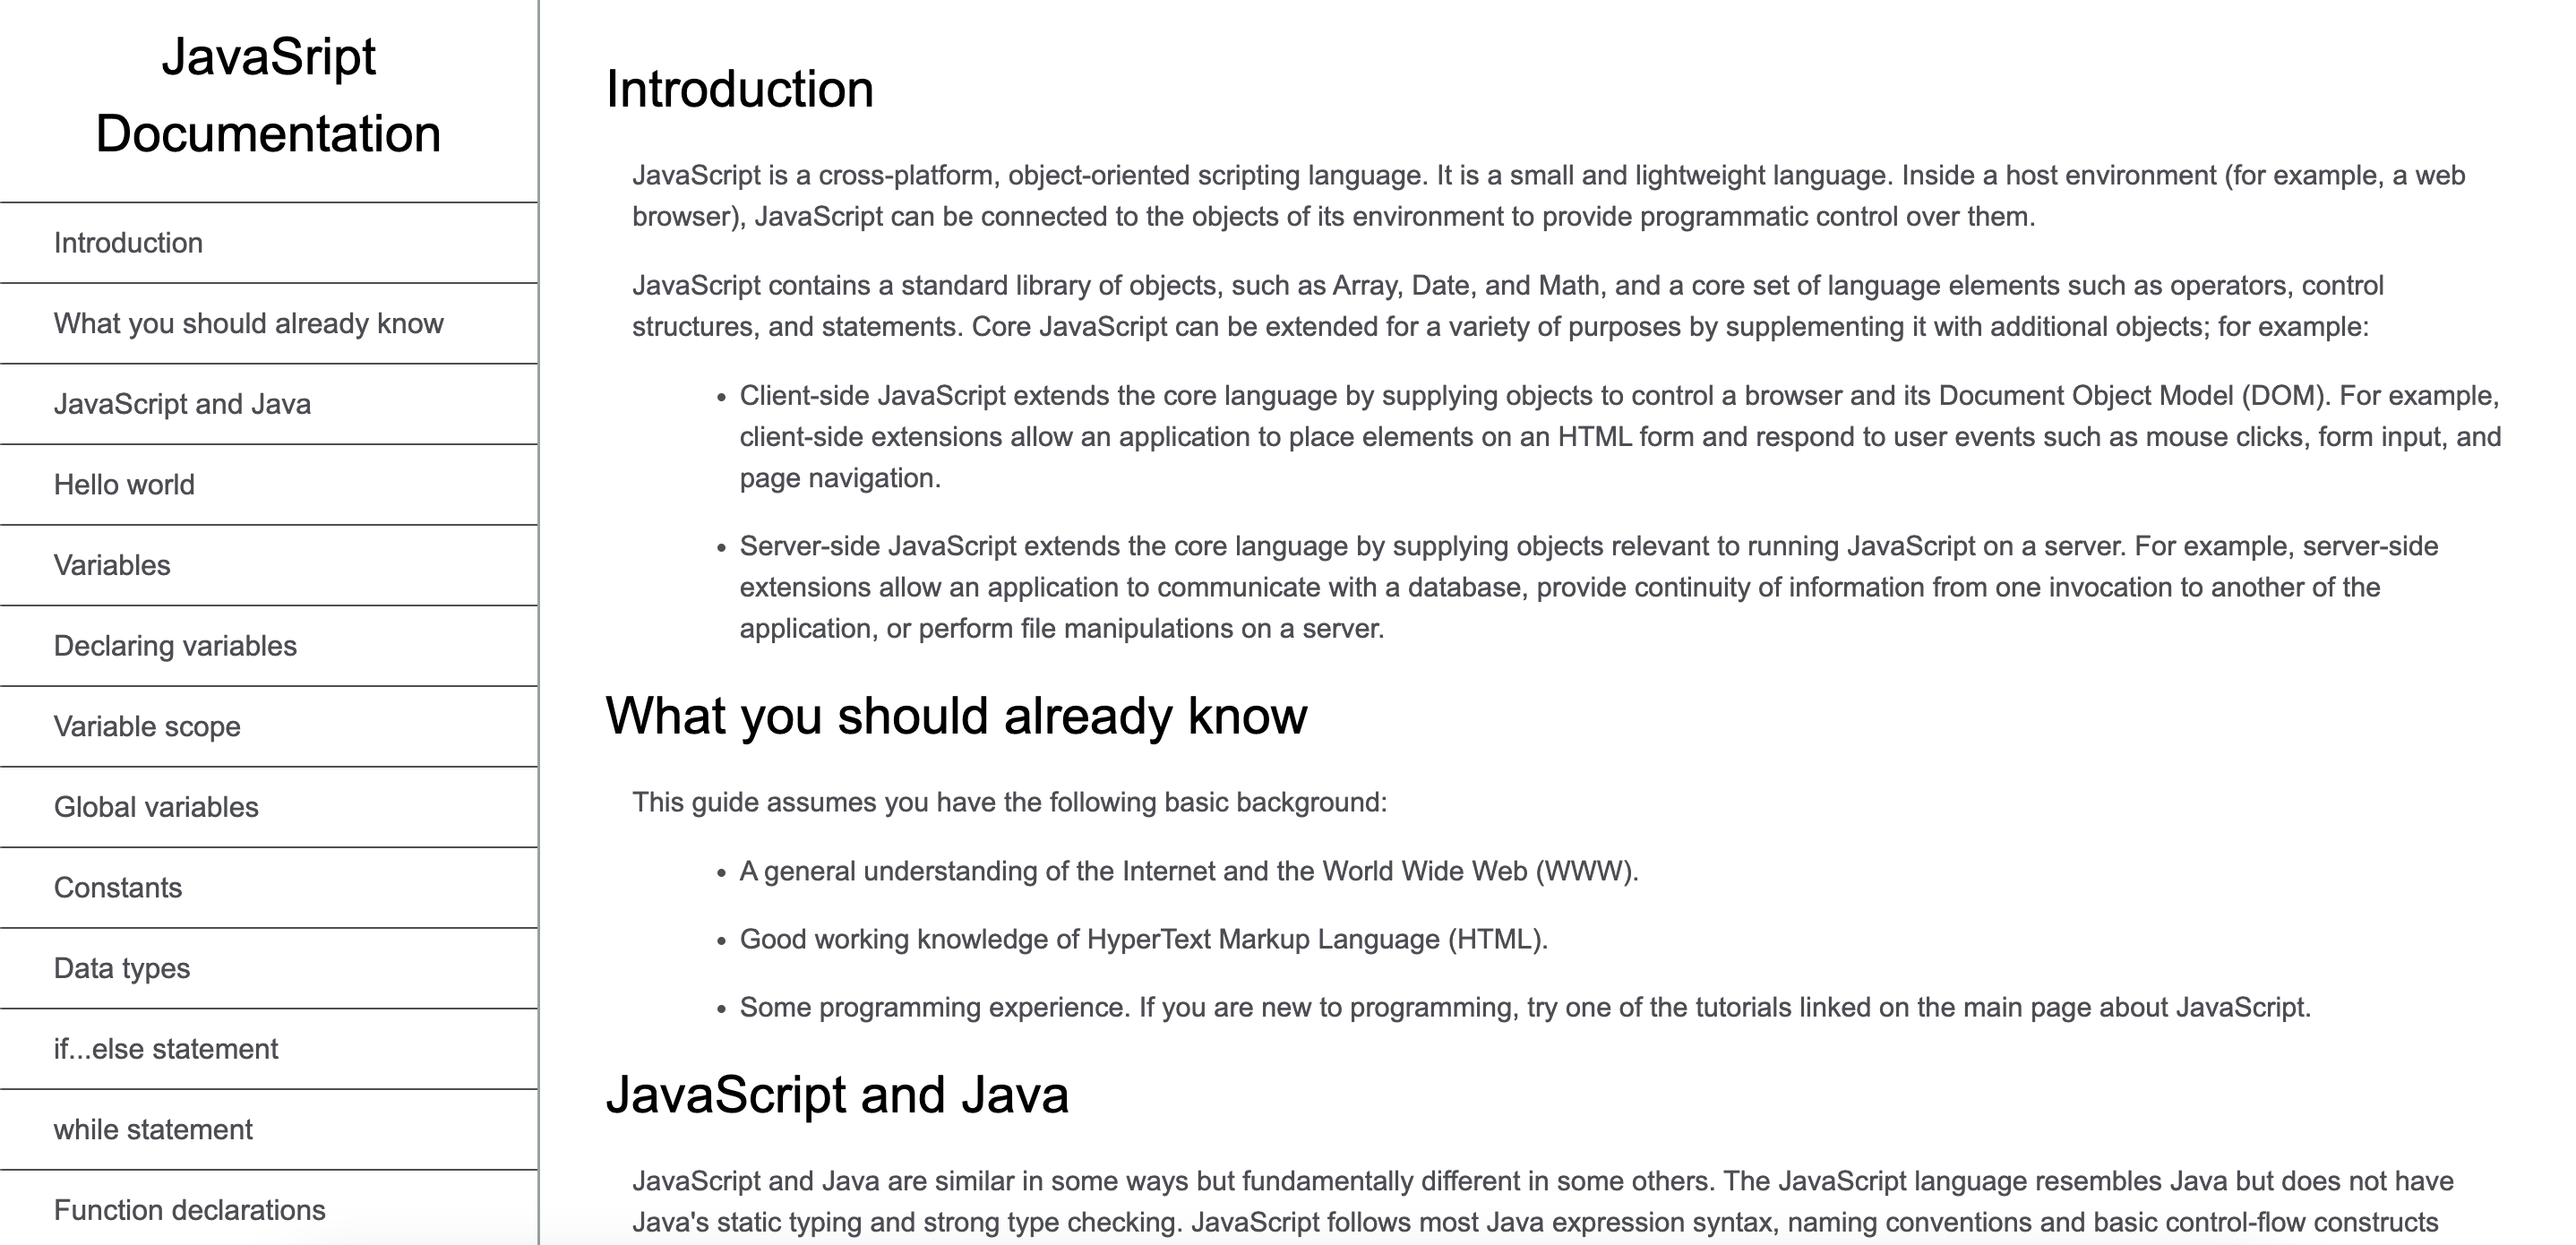 JavaSript
Documentation
Introduction
What you should already know
JavaScript and Java
Hello world
Variables
Declaring variables
Variable scope
Global variables
Constants
Data types
if...else statement
while statement
Function declarations
Introduction
JavaScript is a cross-platform, object-oriented scripting language. It is a small and lightweight language. Inside a host environment (for example, a web
browser), JavaScript can be connected to the objects of its environment to provide programmatic control over them.
JavaScript contains a standard library of objects, such as Array, Date, and Math, and a core set of language elements such as operators, control
structures, and statements. Core JavaScript can be extended for a variety of purposes by supplementing it with additional objects; for example:
• Client-side JavaScript extends the core language by supplying objects to control a browser and its Document Object Model (DOM). For example,
client-side extensions allow an application to place elements on an HTML form and respond to user events such as mouse clicks, form input, and
page navigation.
• Server-side JavaScript extends the core language by supplying objects relevant to running JavaScript on a server. For example, server-side
extensions allow an application to communicate with a database, provide continuity of information from one invocation to another of the
application, or perform file manipulations on a server.
What you should already know
This guide assumes you have the following basic background:
• A general understanding of the Internet and the World Wide Web (WWW).
• Good working knowledge of HyperText Markup Language (HTML).
• Some programming experience. If you are new to programming, try one of the tutorials linked on the main page about JavaScript.
JavaScript and Java
JavaScript and Java are similar in some ways but fundamentally different in some others. The JavaScript language resembles Java but does not have
Java's static typing and strong type checking. JavaScript follows most Java expression syntax, naming conventions and basic control-flow constructs